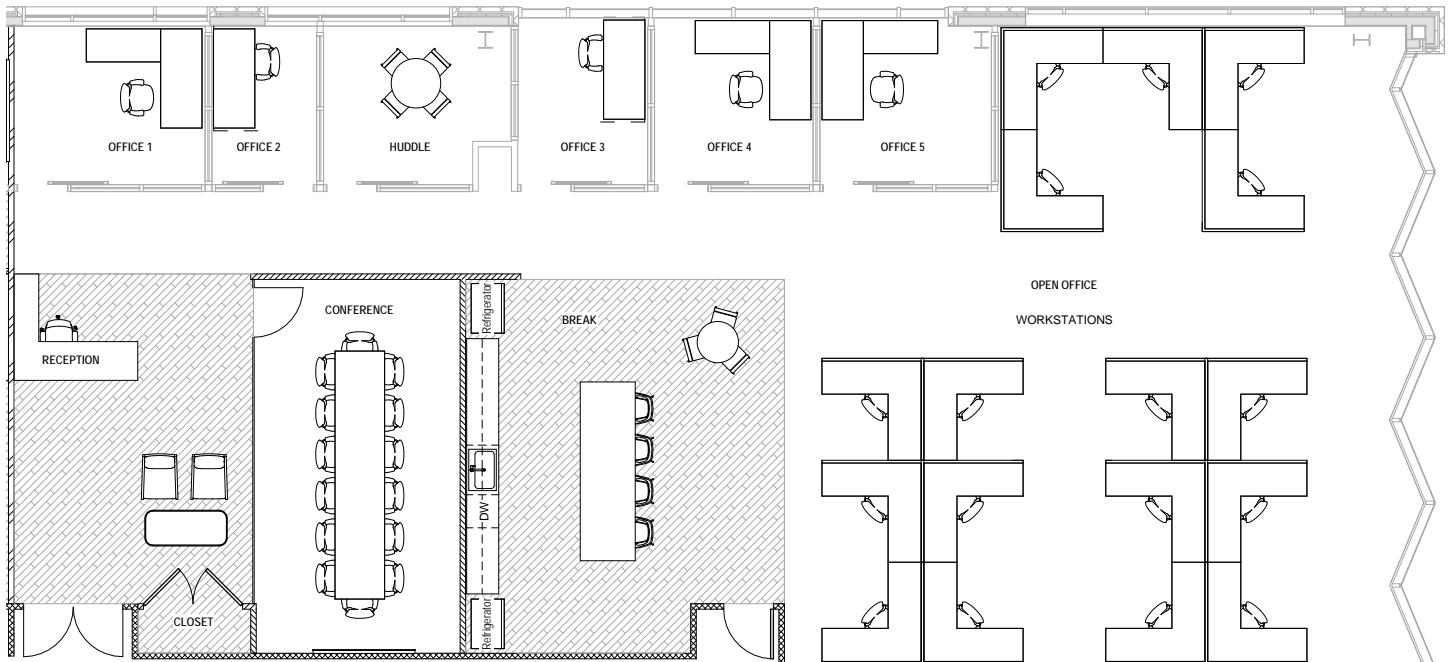 OFFICE 1
OFFICE 2
HUDDLE
OFFICE 3
OFFICE 4
OFFICE 5
OPEN OFFICE
WORKSTATIONS
Refrigerator
CONFERENCE
BREAK
RECEPTION
DW
CLOSET
Refrigerator